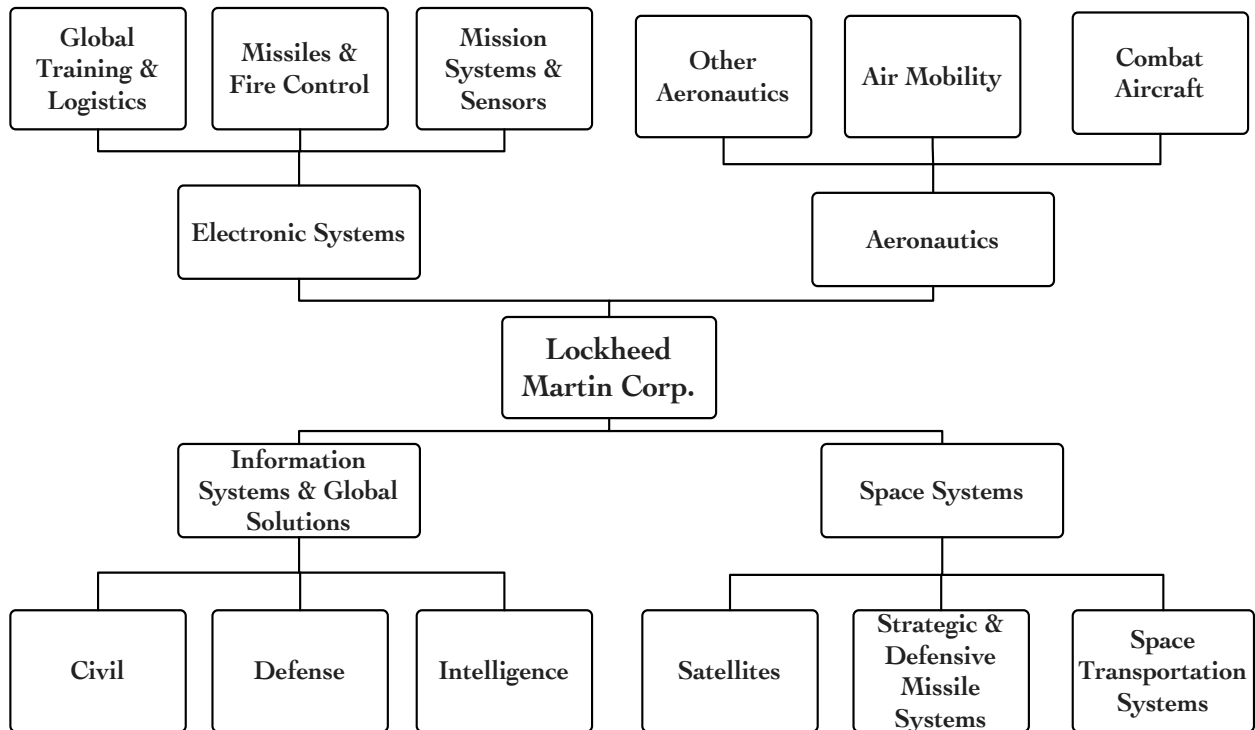 Global
Training &
Logistics
Missiles &
Fire Control
Mission
Systems &
Sensors
Other
Aeronautics
Air Mobility
Combat
Aircraft
Electronic Systems
Aeronautics
Lockheed
Martin Corp.
Information
Systems & Global
Solutions
Space Systems
Civil
Defense
Intelligence
Satellites
Strategic &
Defensive
Missile
Systems
Space
Transportation
Systems